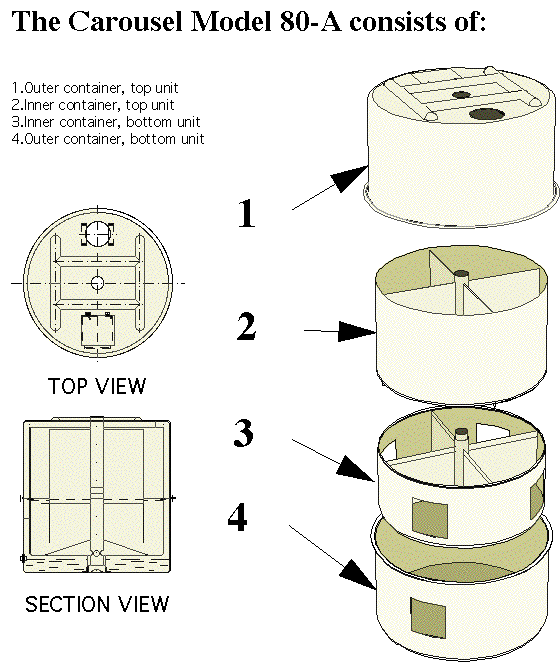 The Carousel Model 80-A consists of:
1.Outer container, top unit
2.Inner container, top unit
3.Inner container, bottom unit
4.Outer container, bottom unit
1
2
TOP VIEW
3
4
SECTION VIEW